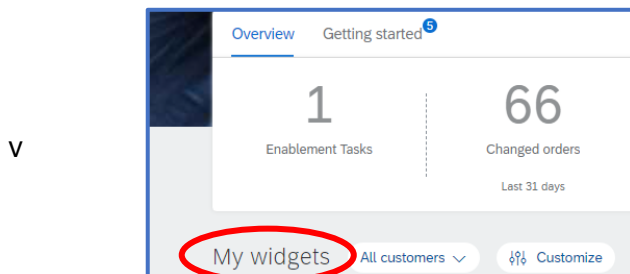 Overview Getting started 5
1 66
Enablement Tasks Changed orders
Last 31 days
v
My widgets All customers Customize